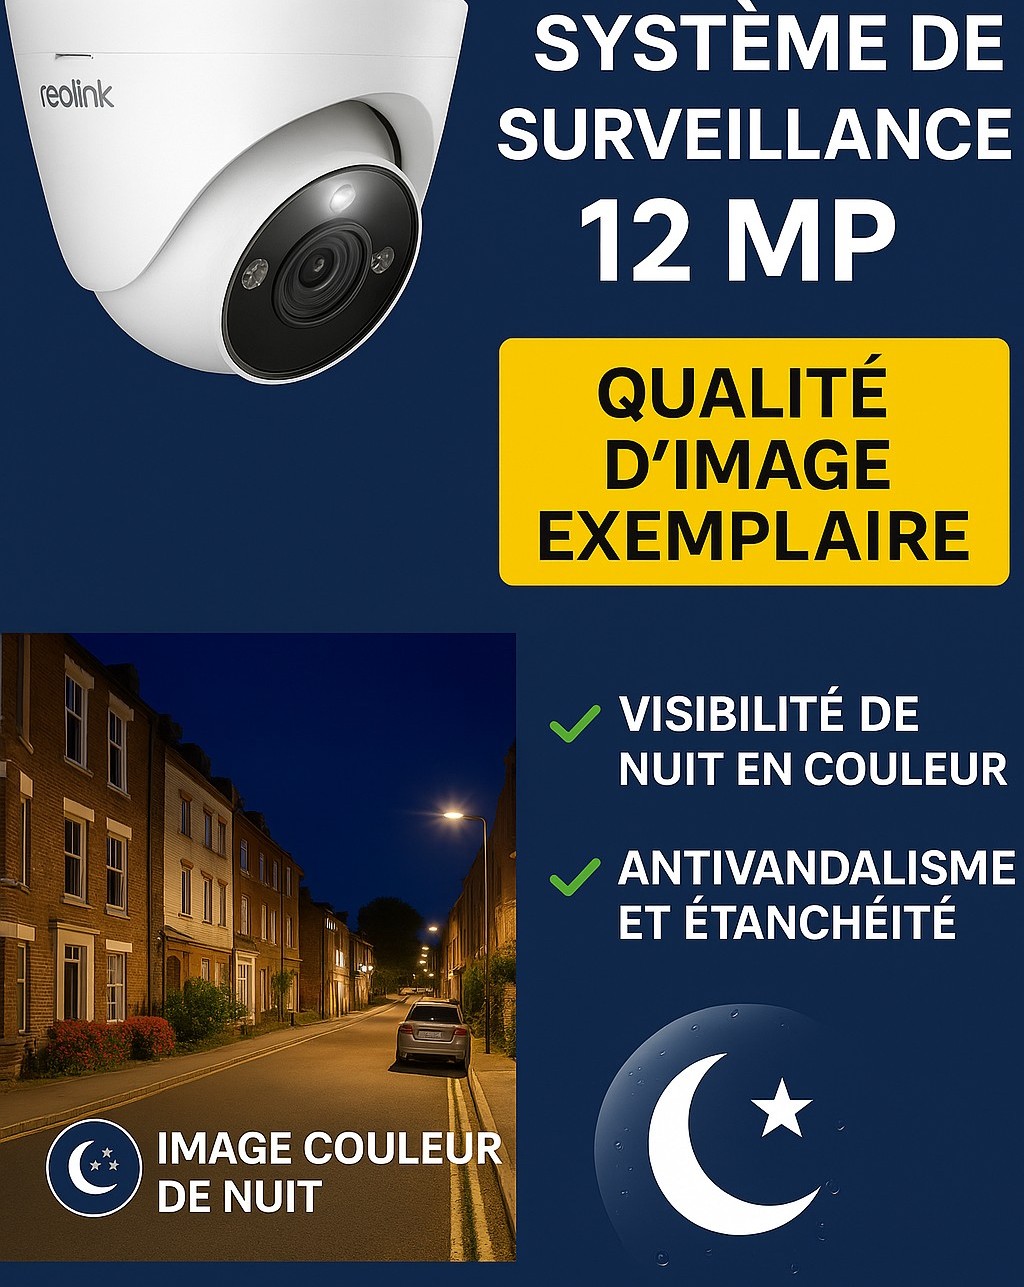 reolink
SYSTÈME DE
SURVEILLANCE
12 MP
QUALITÉ
D'IMAGE
EXEMPLAIRE
VISIBILITÉ DE
NUIT EN COULEUR
ANTIVANDALISME
ET ÉTANCHÉITÉ
IMAGE COULEUR
DE NUIT